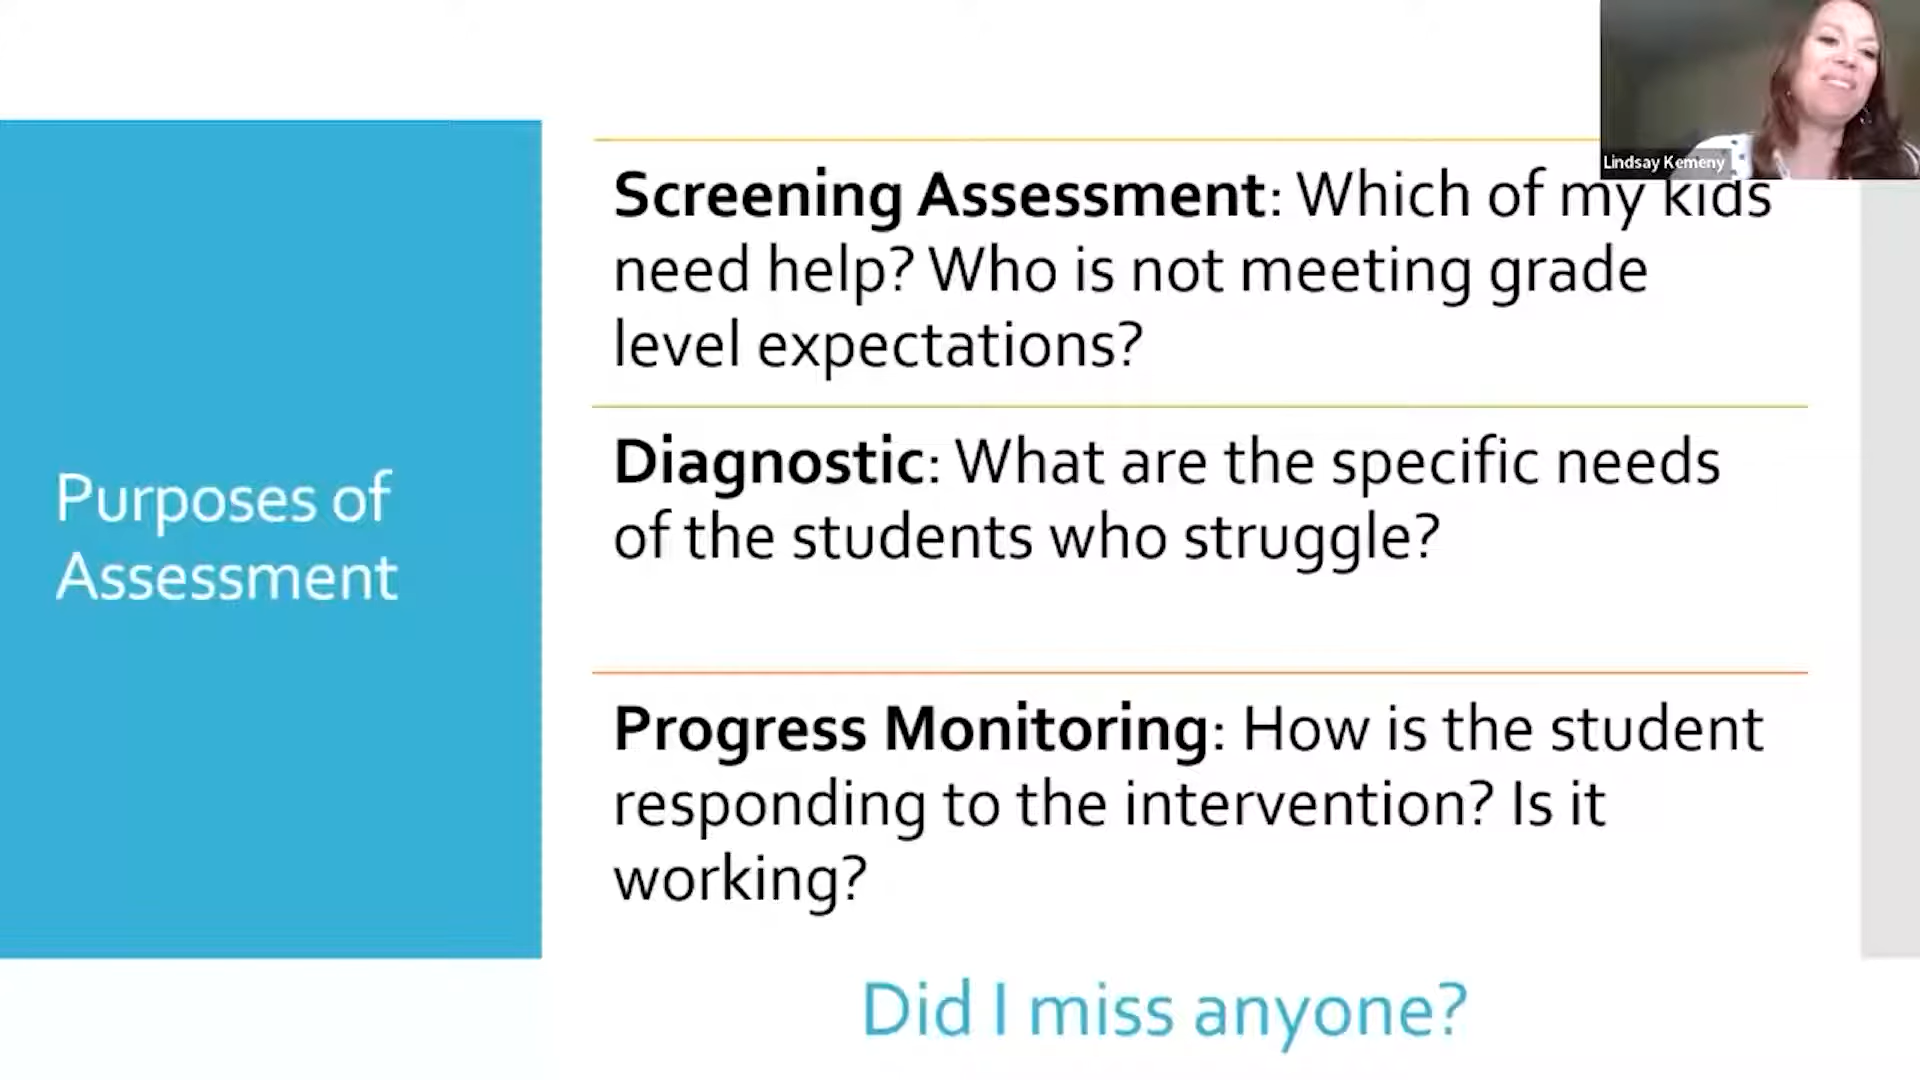 Lindsay Kemeny
Purposes of
Assessment
Screening Assessment: Which of my kids
need help? Who is not meeting grade
level expectations?
Diagnostic: What are the specific needs
of the students who struggle?
Progress Monitoring: How is the student
responding to the intervention? Is it
working?
Did I miss anyone?